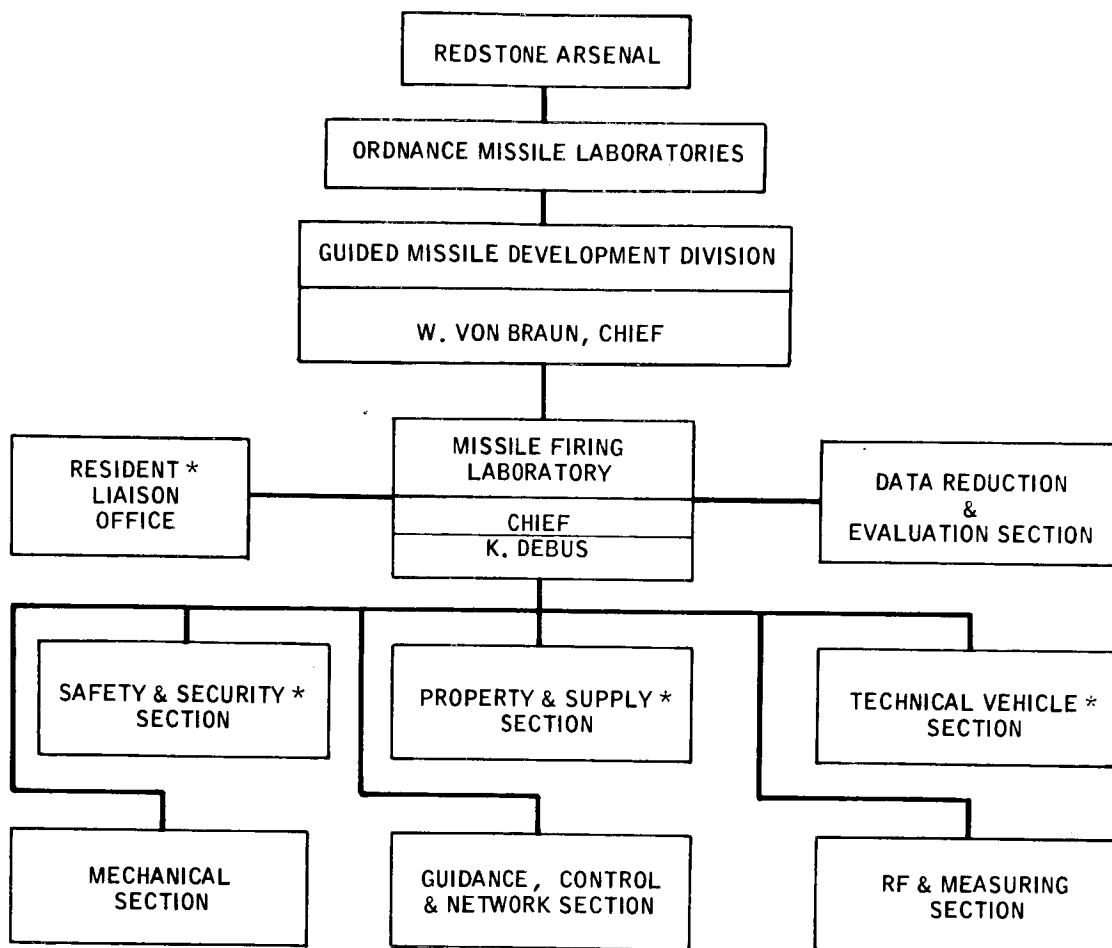 REDSTONE ARSENAL
ORDNANCE MISSILE LABORATORIES
GUIDED MISSILE DEVELOPMENT DIVISION
W. VON BRAUN, CHIEF
MISSILE FIRING
LABORATORY
CHIEF
K. DEBUS
RESIDENT *
LIAISON
OFFICE
DATA REDUCTION
&
EVALUATION SECTION
SAFETY & SECURITY *
SECTION
PROPERTY & SUPPLY *
SECTION
TECHNICAL VEHICLE *
SECTION
MECHANICAL
SECTION
GUIDANCE, CONTROL
& NETWORK SECTION
RF & MEASURING
SECTION